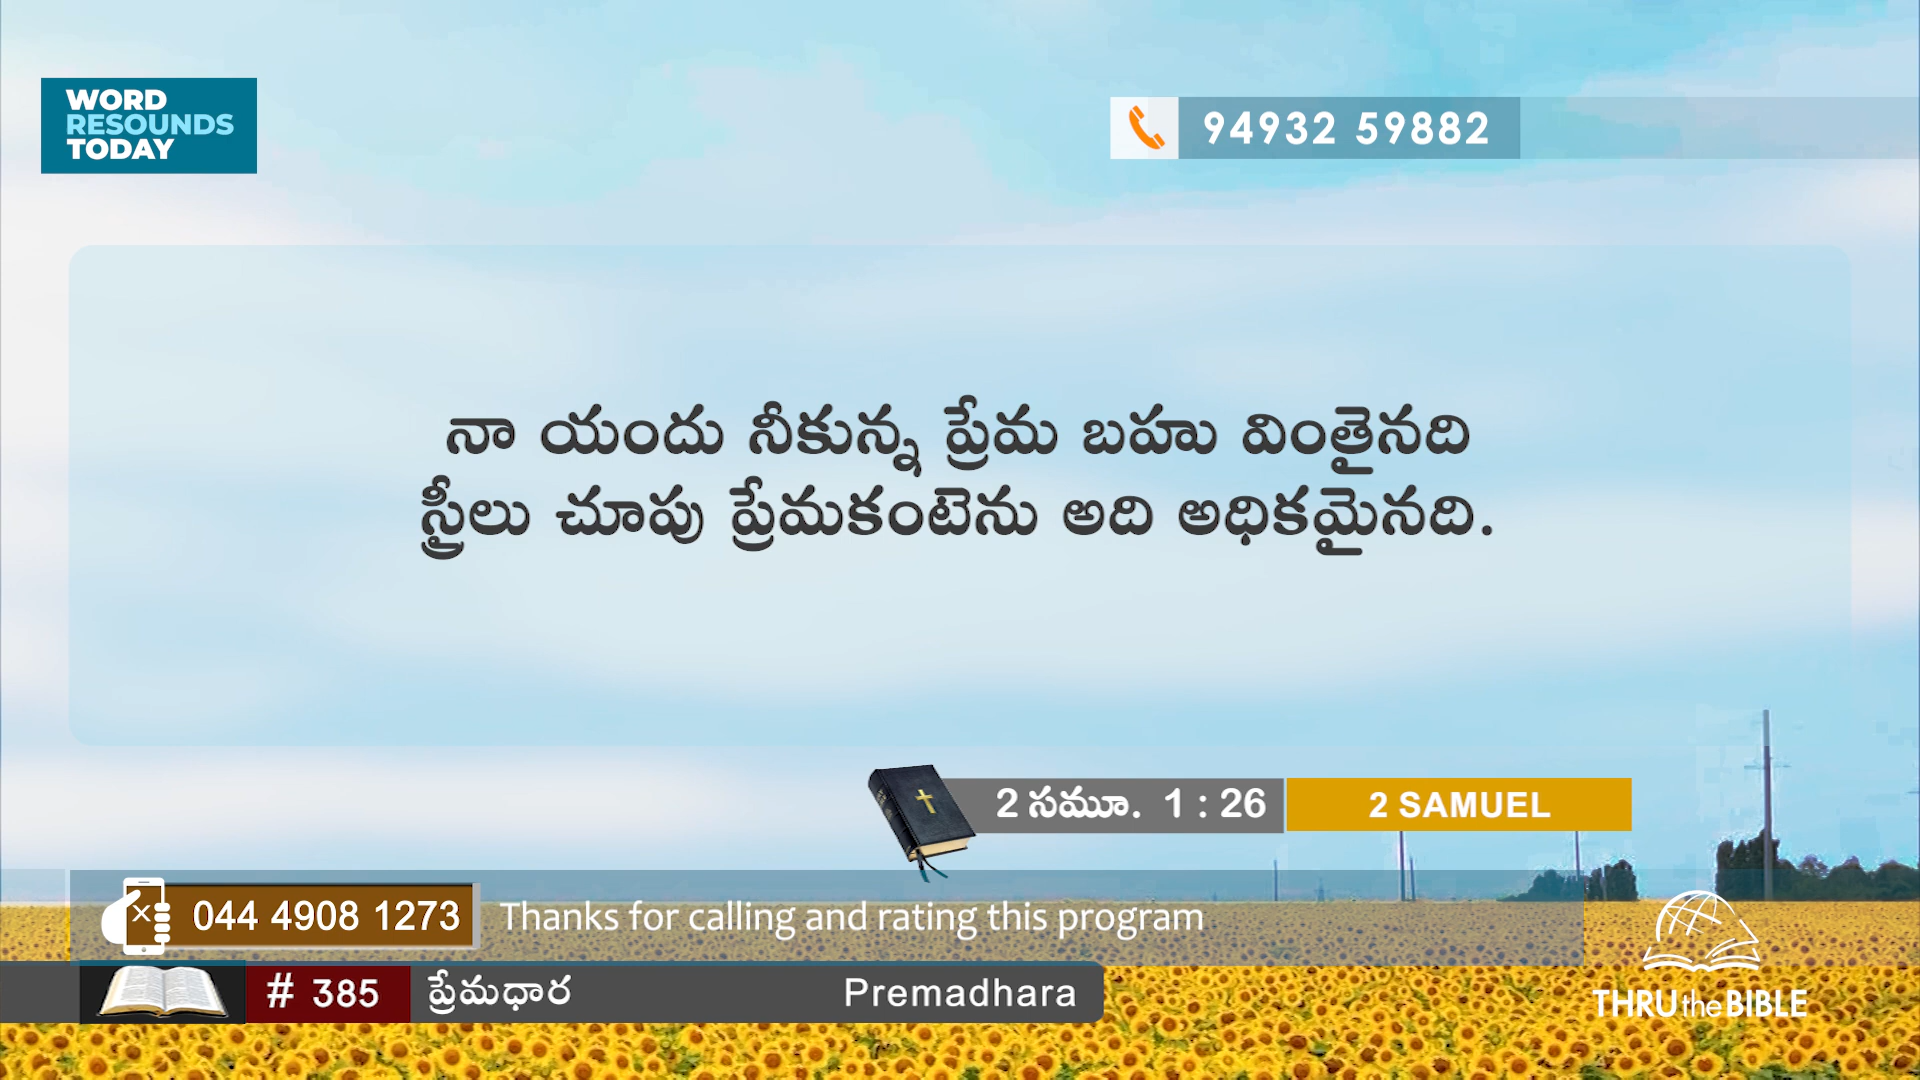 WORD
RESOUNDS
TODAY
94932 59882
నా యందు నీకున్న ప్రేమ బహు వింతైనది
స్త్రీలు చూపు ప్రేమకంటెను అది అధికమైనది.
2 సమూ. 1 : 26
2 SAMUEL
044 4908 1273
Thanks for calling and rating this program
# 385
ప్రేమధార
Premadhara
THRU the BIBLE